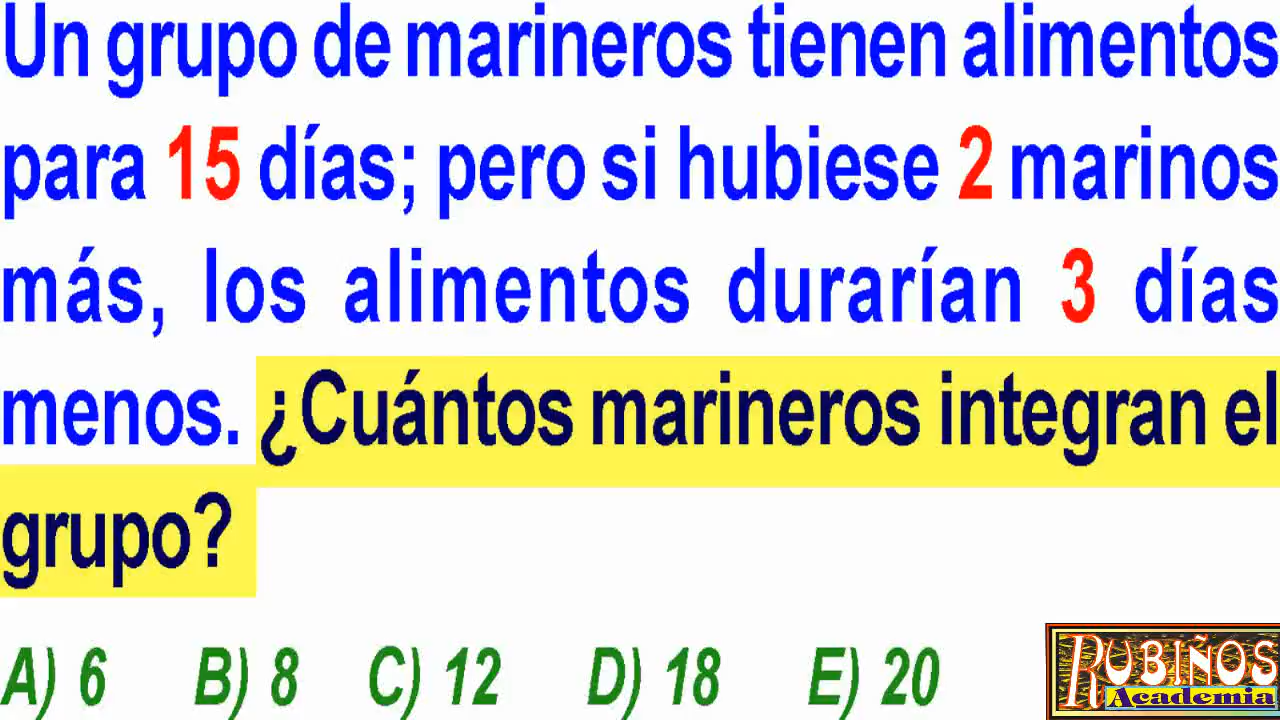 Un grupo de marineros tienen alimentos
para 15 días; pero si hubiese 2 marinos
más, los alimentos durarían 3 días
menos. ¿Cuántos marineros integran el
grupo?
A) 6 B) 8 C) 12 D) 18 E) 20
RUBIÑOS
Academia